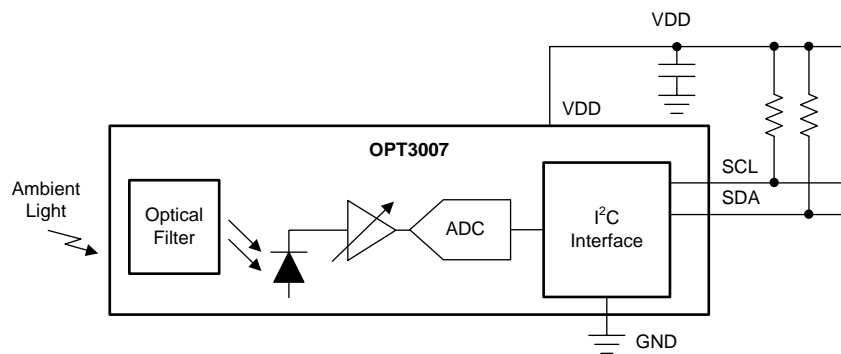 VDD
VDD
OPT3007
Ambient
Light
Optical
Filter
ADC
I²C
Interface
SCL
SDA
GND